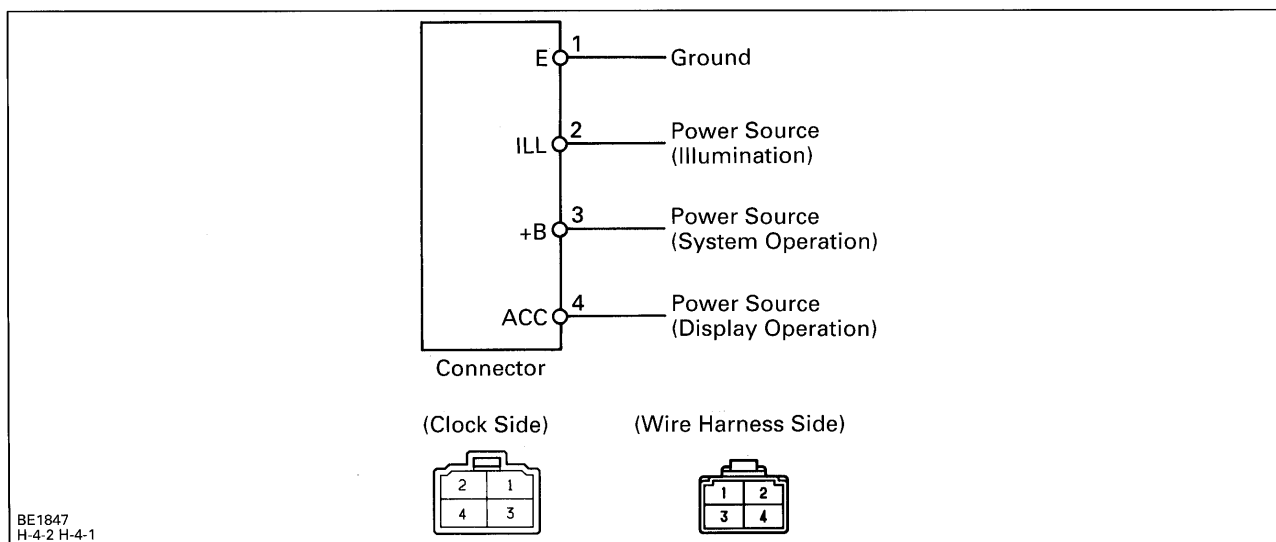 E 1 Ground
ILL 2 Power Source
(Illumination)
+B 3 Power Source
(System Operation)
ACC 4 Power Source
(Display Operation)
Connector
(Clock Side) (Wire Harness Side)
2 1 1 2
4 3 3 4
BE1847
H-4-2 H-4-1